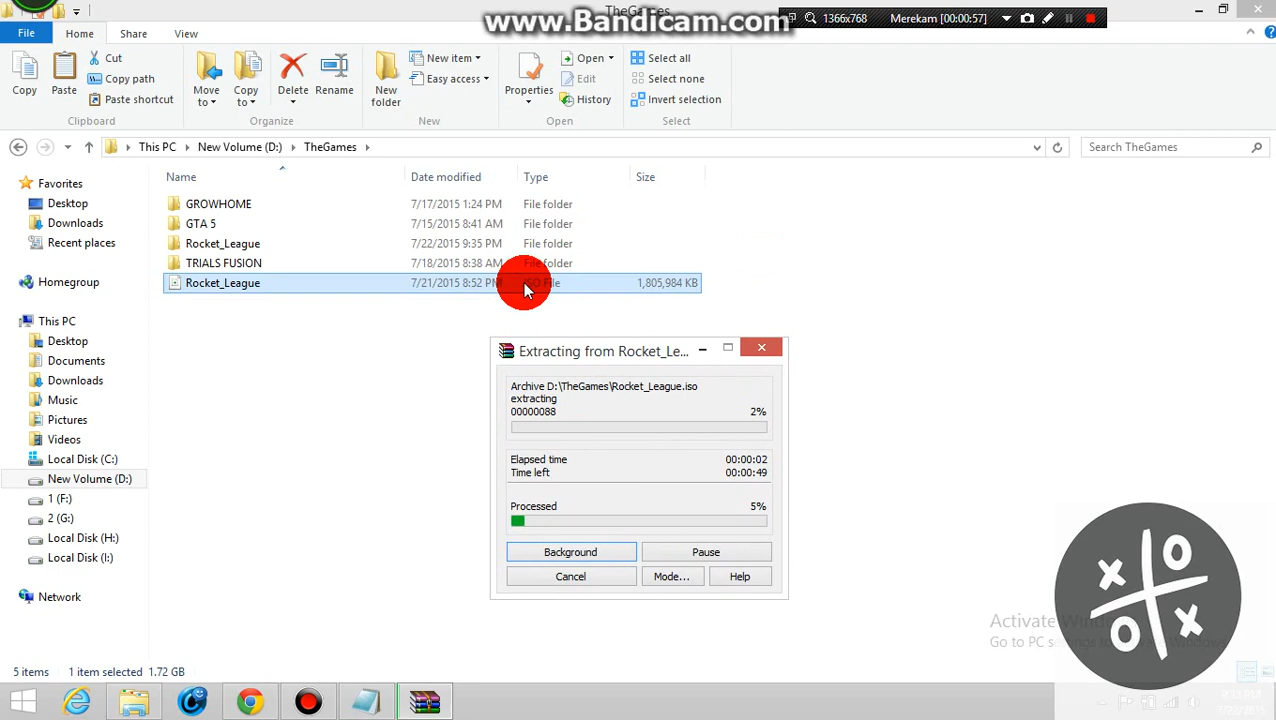 TheGames
www.Bandicam.com
1366x768
Merekam [00:00:57]
File
Home
Share
View
Copy
Paste
Cut
Copy path
Paste shortcut
Move to
Copy to
Delete
Rename
New folder
New item
Easy access
Properties
Open
Edit
History
Select all
Select none
Invert selection
Clipboard
Organize
New
Open
Select
This PC
New Volume (D:)
TheGames
Search TheGames
Name
Date modified
Type
Size
GROWHOME 7/17/2015 1:24 PM File folder
GTA 5 7/15/2015 8:41 AM File folder
Rocket_League 7/22/2015 9:35 PM File folder
TRIALS FUSION 7/18/2015 8:38 AM File folder
Rocket_League 7/21/2015 8:52 PM ISO File 1,805,984 KB
Favorites
Desktop
Downloads
Recent places
Homegroup
This PC
Desktop
Documents
Downloads
Music
Pictures
Videos
Local Disk (C:)
New Volume (D:)
1 (F:)
2 (G:)
Local Disk (H:)
Local Disk (I:)
Network
Extracting from Rocket_Le...
Archive D:\TheGames\Rocket_League.iso
extracting
00000088 2%
Elapsed time 00:00:02
Time left 00:00:49
Processed 5%
Background
Pause
Cancel
Mode...
Help
Activate
Go to PC
5 items
1 item selected 1.72 GB